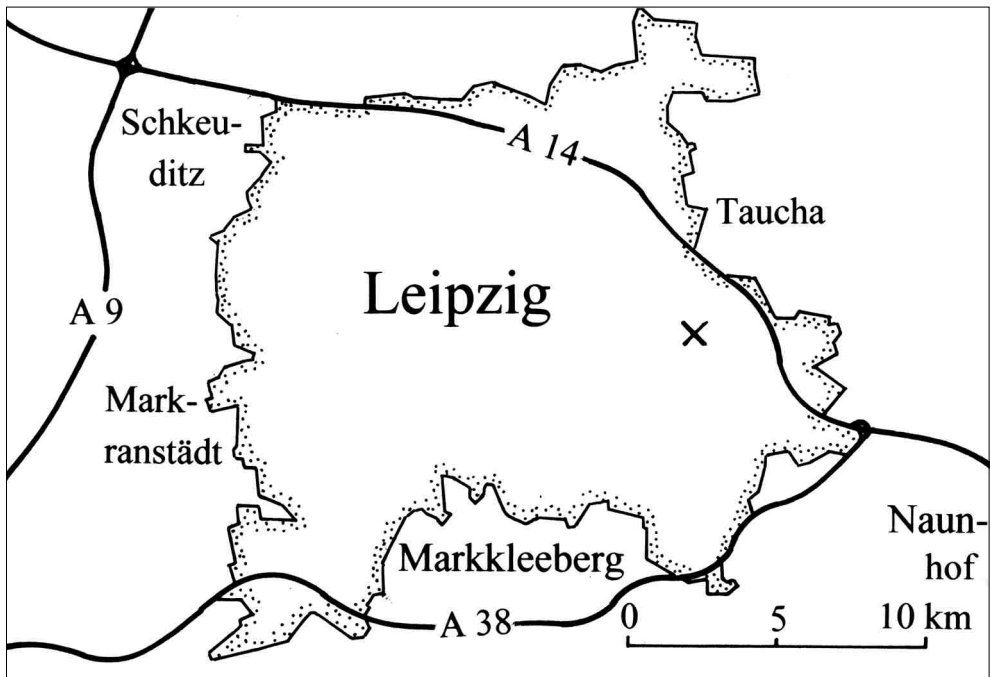 Schkeu-
ditz
A 14
Taucha
Leipzig
A 9
Mark-
ranstädt
Markkleeberg
Naun-
hof
A 38
0 5 10 km